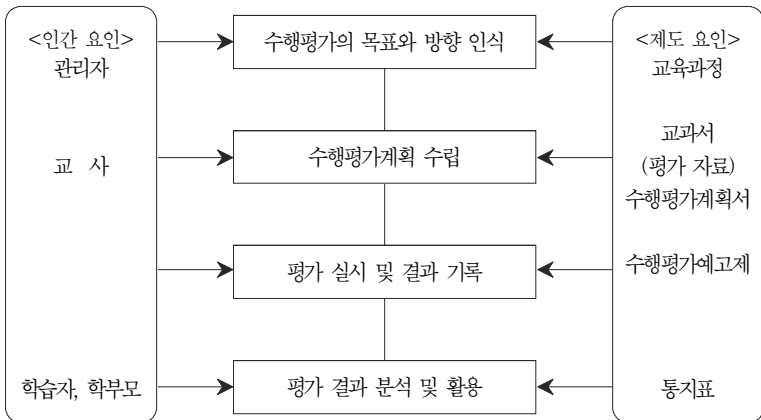 <인간 요인>
관리자
교 사
학습자, 학부모
수행평가의 목표와 방향 인식
수행평가계획 수립
평가 실시 및 결과 기록
평가 결과 분석 및 활용
<제도 요인>
교육과정
교과서
(평가 자료)
수행평가계획서
수행평가예고제
통지표